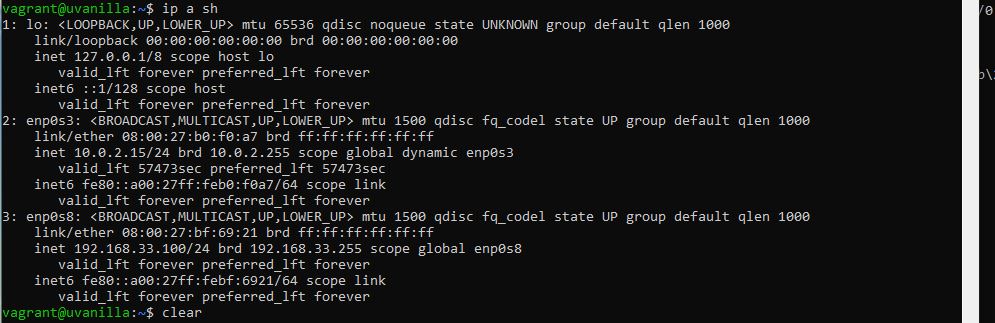 vagrant@uvanilla:~$ ip a sh
1: lo: <LOOPBACK,UP,LOWER_UP> mtu 65536 qdisc noqueue state UNKNOWN group default qlen 1000
    link/loopback 00:00:00:00:00:00 brd 00:00:00:00:00:00
    inet 127.0.0.1/8 scope host lo
       valid_lft forever preferred_lft forever
    inet6 ::1/128 scope host
       valid_lft forever preferred_lft forever
2: enp0s3: <BROADCAST,MULTICAST,UP,LOWER_UP> mtu 1500 qdisc fq_codel state UP group default qlen 1000
    link/ether 08:00:27:b0:f0:a7 brd ff:ff:ff:ff:ff:ff
    inet 10.0.2.15/24 brd 10.0.2.255 scope global dynamic enp0s3
       valid_lft 57473sec preferred_lft 57473sec
    inet6 fe80::a00:27ff:feb0:f0a7/64 scope link
       valid_lft forever preferred_lft forever
3: enp0s8: <BROADCAST,MULTICAST,UP,LOWER_UP> mtu 1500 qdisc fq_codel state UP group default qlen 1000
    link/ether 08:00:27:bf:69:21 brd ff:ff:ff:ff:ff:ff
    inet 192.168.33.100/24 brd 192.168.33.255 scope global enp0s8
       valid_lft forever preferred_lft forever
    inet6 fe80::a00:27ff:febf:6921/64 scope link
       valid_lft forever preferred_lft forever
vagrant@uvanilla:~$ clear
/0